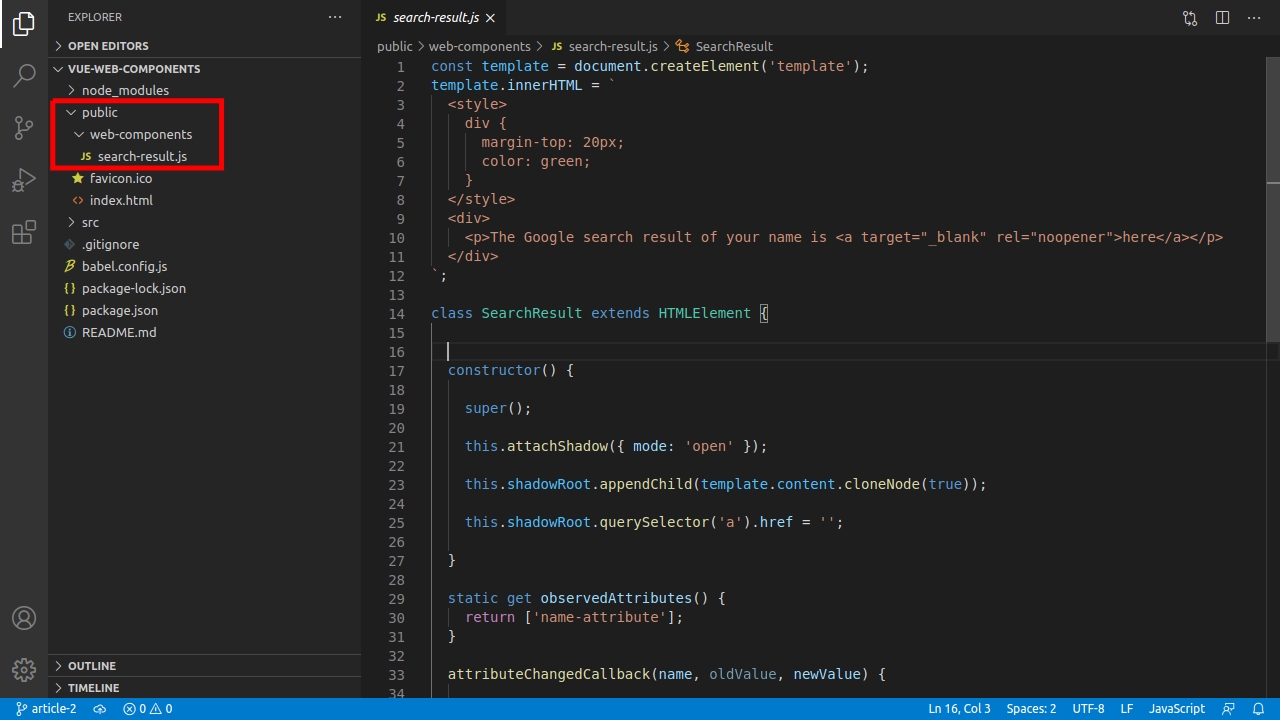 EXPLORER
OPEN EDITORS
VUE-WEB-COMPONENTS
node_modules
public
web-components
JS search-result.js
favicon.ico
index.html
src
.gitignore
babel.config.js
package-lock.json
package.json
README.md
OUTLINE
TIMELINE
JS search-result.js
public > web-components > JS search-result.js > SearchResult
1 const template = document.createElement('template');
2 template.innerHTML = `
3 <style>
4 div {
5 margin-top: 20px;
6 color: green;
7 }
8 </style>
9 <div>
10 <p>The Google search result of your name is <a target="_blank" rel="noopener">here</a></p>
11 </div>
12 `;
13
14 class SearchResult extends HTMLElement {
15
16
17 constructor() {
18
19 super();
20
21 this.attachShadow({ mode: 'open' });
22
23 this.shadowRoot.appendChild(template.content.cloneNode(true));
24
25 this.shadowRoot.querySelector('a').href = '';
26
27 }
28
29 static get observedAttributes() {
30 return ['name-attribute'];
31 }
32
33 attributeChangedCallback(name, oldValue, newValue) {
34
article-2 0 0 Ln 16, Col 3 Spaces: 2 UTF-8 LF JavaScript